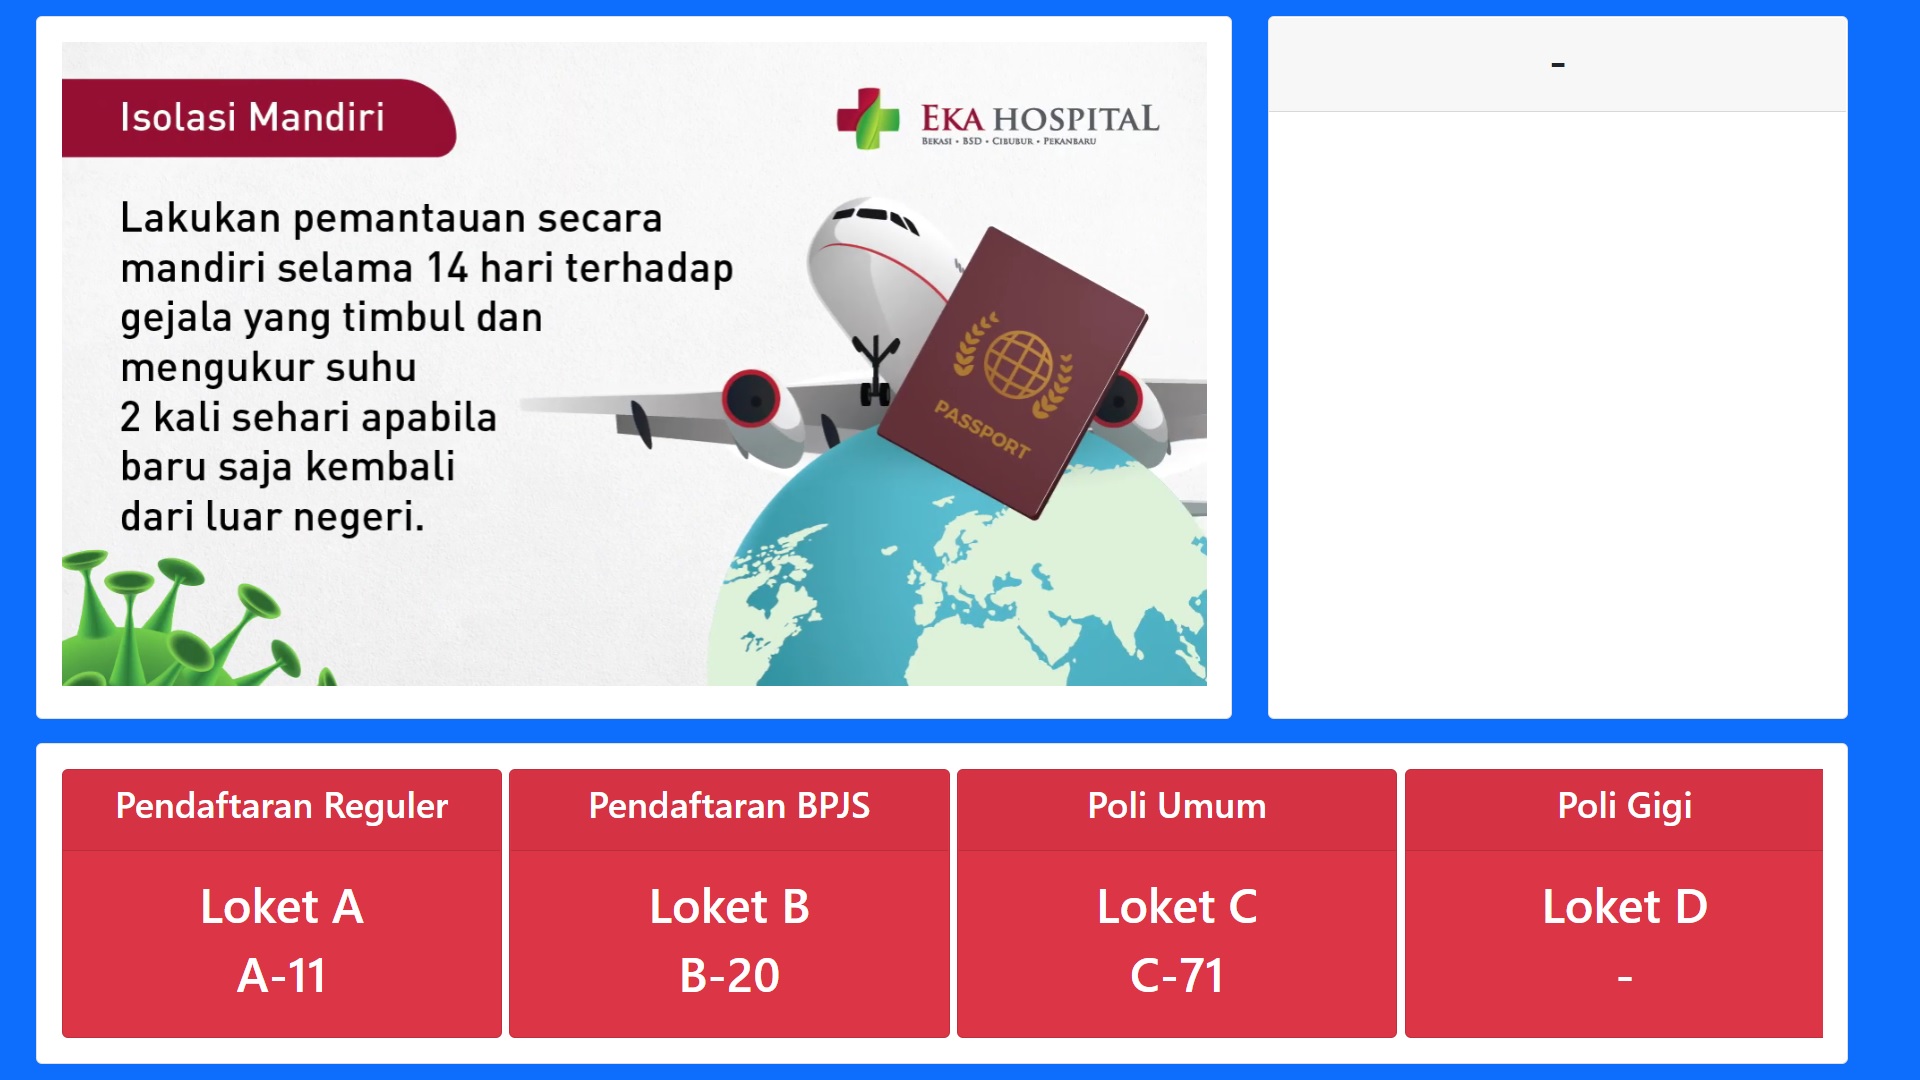 Isolasi Mandiri
EKA HOSPITAL
BEKASI • BSD • CIBUBUR • PEKANBARU
Lakukan pemantauan secara
mandiri selama 14 hari terhadap
gejala yang timbul dan
mengukur suhu
2 kali sehari apabila
baru saja kembali
dari luar negeri.
PASSPORT
-
Pendaftaran Reguler
Loket A
A-11
Pendaftaran BPJS
Loket B
B-20
Poli Umum
Loket C
C-71
Poli Gigi
Loket D
-